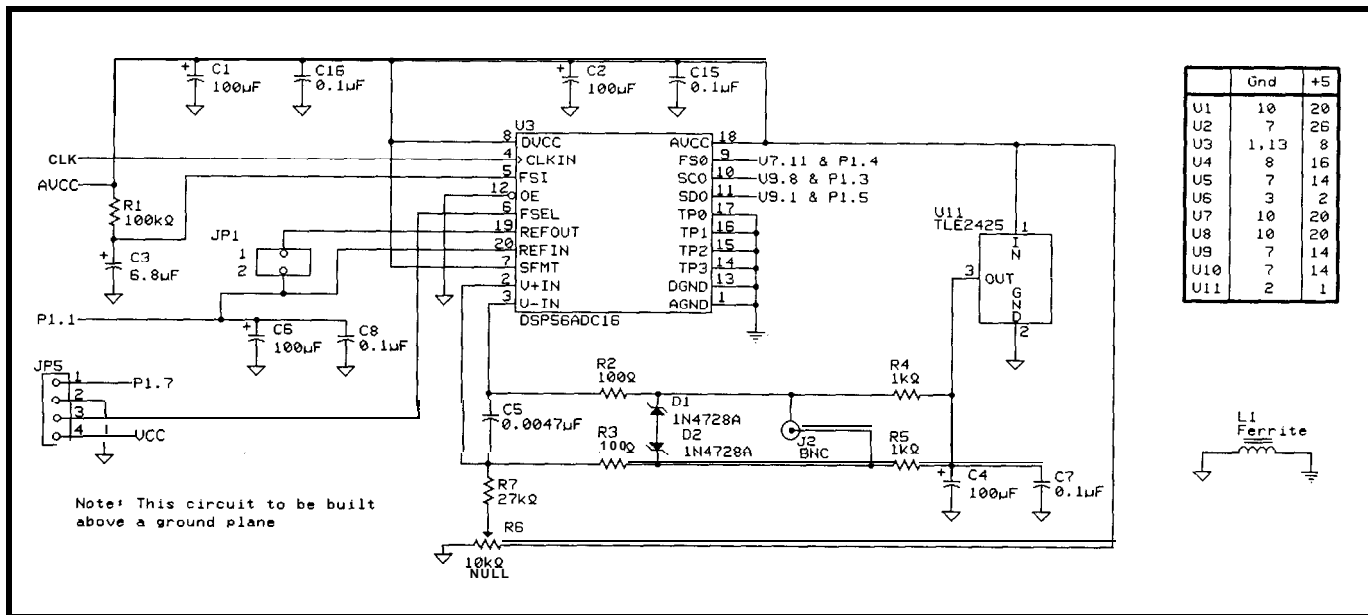 C1
100µF
C16
0.1µF
C2
100µF
C15
0.1µF
U3
8 DVCC
4 CLKIN
5 FSI
12 OE
6 FSEL
19 REFOUT
20 REFIN
7 SFMT
2 V+IN
3 V-IN
AVCC 18
FS0 9
SCO 10
SDO 11
TP0 17
TP1 16
TP2 15
TP3 14
DGND 13
AGND 1
DSP56ADC16
U7.11 & P1.4
U9.8 & P1.3
U9.1 & P1.5
CLK
AVCC
R1
100kΩ
C3
6.8µF
JP1
1
2
P1.1
C6
100µF
C8
0.1µF
JP5
1
2
3
4
P1.7
VCC
U11
TLE2425
1
IN
3
OUT
GND
2
R2
100Ω
R4
1kΩ
C5
0.0047µF
D1
1N4728A
D2
1N4728A
R3
100Ω
J2
BNC
R5
1kΩ
C4
100µF
C7
0.1µF
R7
27kΩ
R6
10kΩ
NULL
L1
Ferrite
Note: This circuit to be built
above a ground plane
Gnd +5
U1 10 20
U2 7 26
U3 1,13 8
U4 8 16
U5 7 14
U6 3 2
U7 10 20
U8 10 20
U9 7 14
U10 7 14
U11 2 1